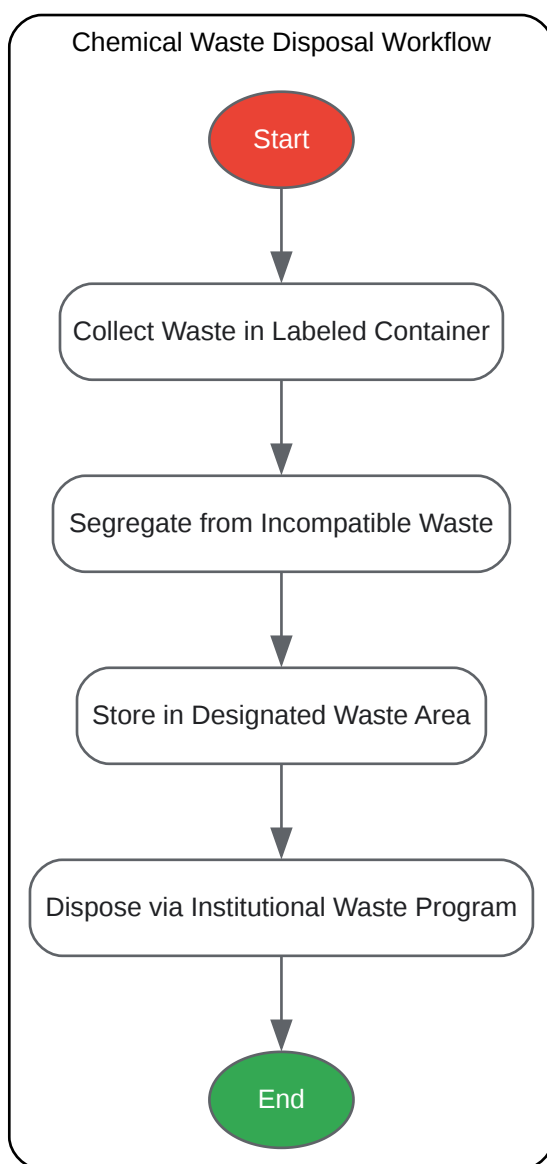 Chemical Waste Disposal Workflow
Start
Collect Waste in Labeled Container
Segregate from Incompatible Waste
Store in Designated Waste Area
Dispose via Institutional Waste Program
End